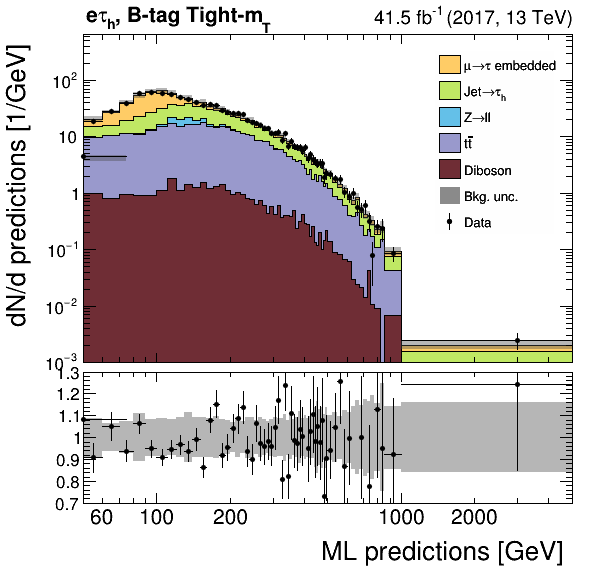 eτh, B-tag Tight-mT
41.5 fb⁻¹ (2017, 13 TeV)
dN/d predictions [1/GeV]
10²
10
1
10⁻¹
10⁻²
10⁻³
μ→τ embedded
Jet→τh
Z→ll
tt̄
Diboson
Bkg. unc.
Data
1.3
1.2
1.1
1
0.9
0.8
0.7
60 100 200 1000 2000
ML predictions [GeV]